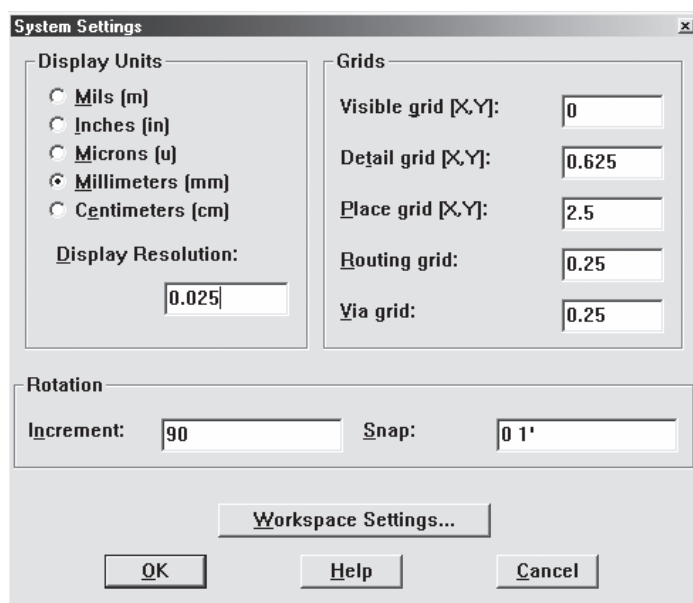 System Settings
Display Units
Mils (m)
Inches (in)
Microns (u)
Millimeters (mm)
Centimeters (cm)
Display Resolution:
0.025
Grids
Visible grid [X,Y]: 0
Detail grid [X,Y]: 0.625
Place grid [X,Y]: 2.5
Routing grid: 0.25
Via grid: 0.25
Rotation
Increment: 90 Snap: 0 1'
Workspace Settings...
OK Help Cancel